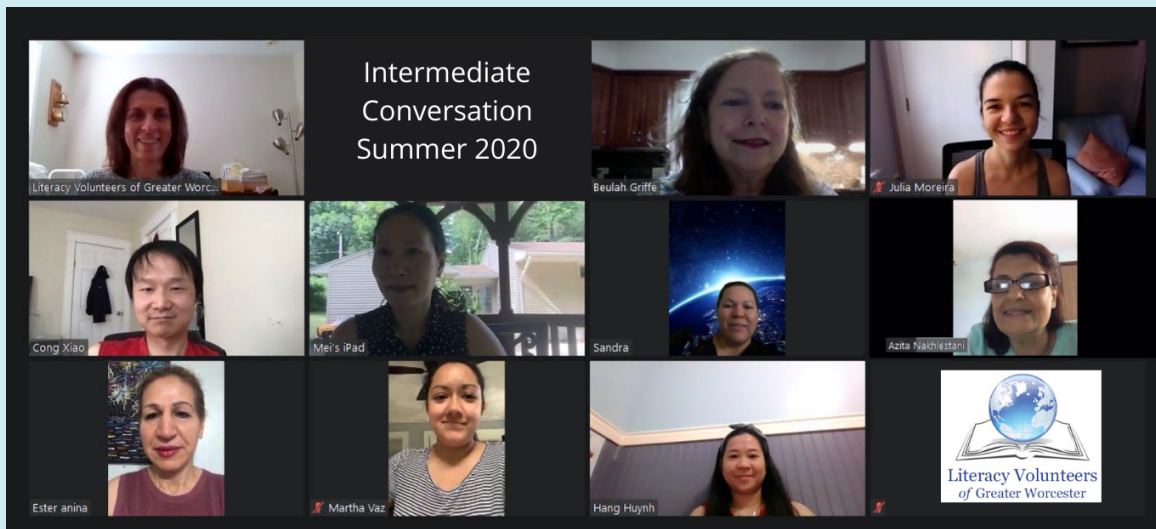 Intermediate
Conversation
Summer 2020
Literacy Volunteers of Greater Worc...
Beulah Griffe
Julia Moreira
Cong Xiao
Mei's iPad
Sandra
Azita Nakhlestani
Ester anina
Martha Vaz
Hang Huynh
Literacy Volunteers
of Greater Worcester